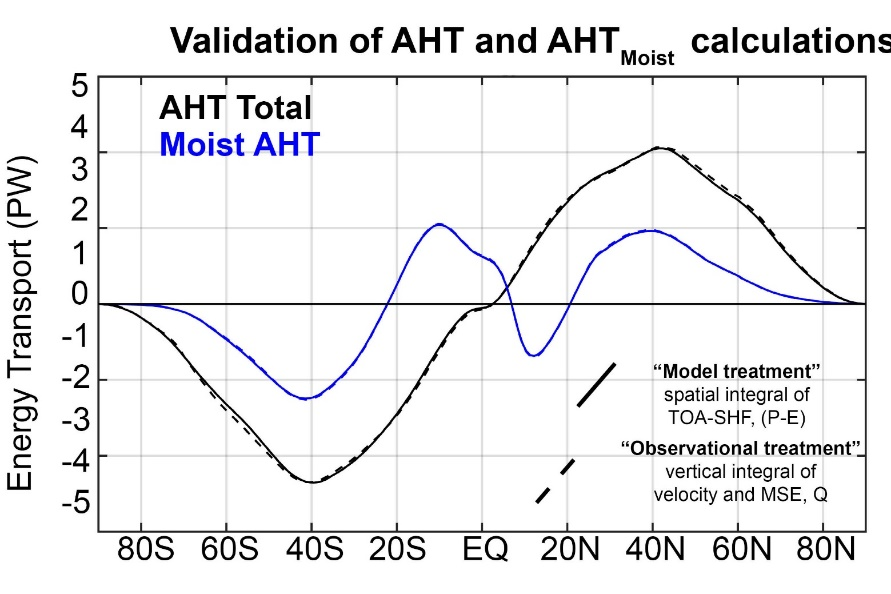 Validation of AHT and AHT Moist calculations
5
4
3
2
1
0
-1
-2
-3
-4
-5
Energy Transport (PW)
AHT Total
Moist AHT
“Model treatment”
spatial integral of
TOA-SHF, (P-E)
“Observational treatment”
vertical integral of
velocity and MSE, Q
80S 60S 40S 20S EQ 20N 40N 60N 80N